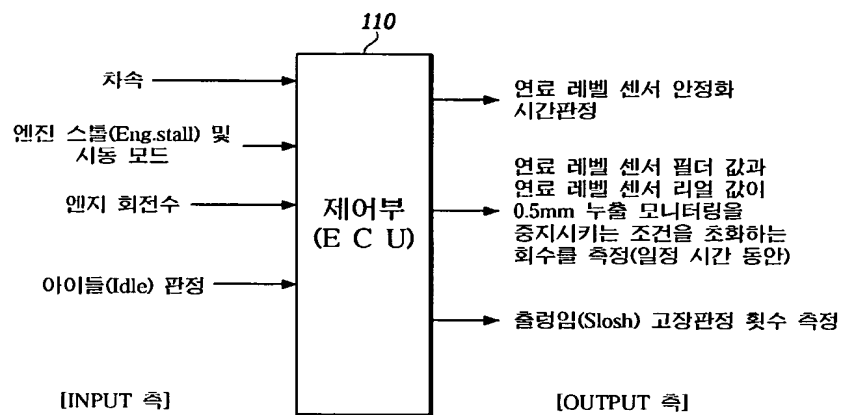 110
차속
엔진 스톨(Eng.stall) 및
시동 모드
엔지 회전수
아이들(Idle) 판정
제어부
(E C U)
연료 레벨 센서 안정화
시간판정
연료 레벨 센서 필더 값과
연료 레벨 센서 리얼 값이
0.5mm 누출 모니터링을
중지시키는 조건을 초화하는
회수를 측정(일정 시간 동안)
출렁임(Slosh) 고장판정 횟수 측정
[INPUT 측]
[OUTPUT 측]